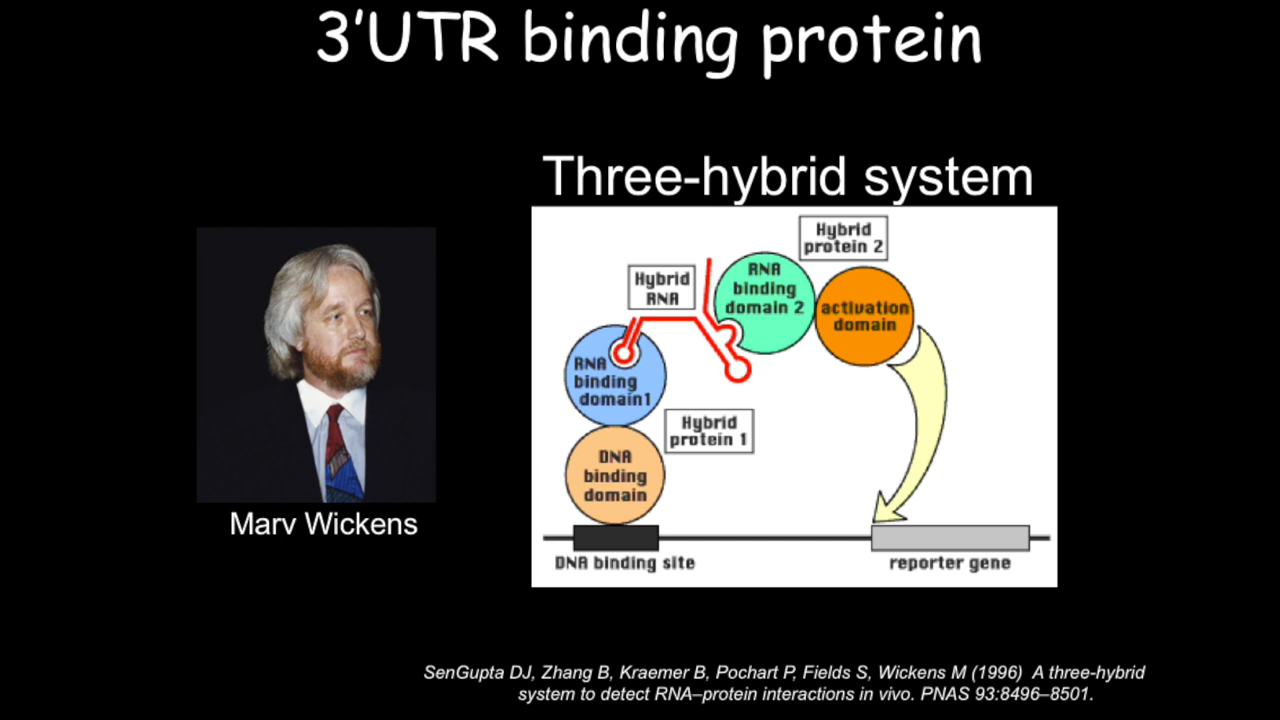 3'UTR binding protein
Three-hybrid system
Hybrid
protein 2
Hybrid
RNA
RNA
binding
domain 2
activation
domain
RNA
binding
domain1
Hybrid
protein 1
DNA
binding
domain
DNA binding site
reporter gene
Marv Wickens
SenGupta DJ, Zhang B, Kraemer B, Pochart P, Fields S, Wickens M (1996) A three-hybrid
system to detect RNA–protein interactions in vivo. PNAS 93:8496–8501.